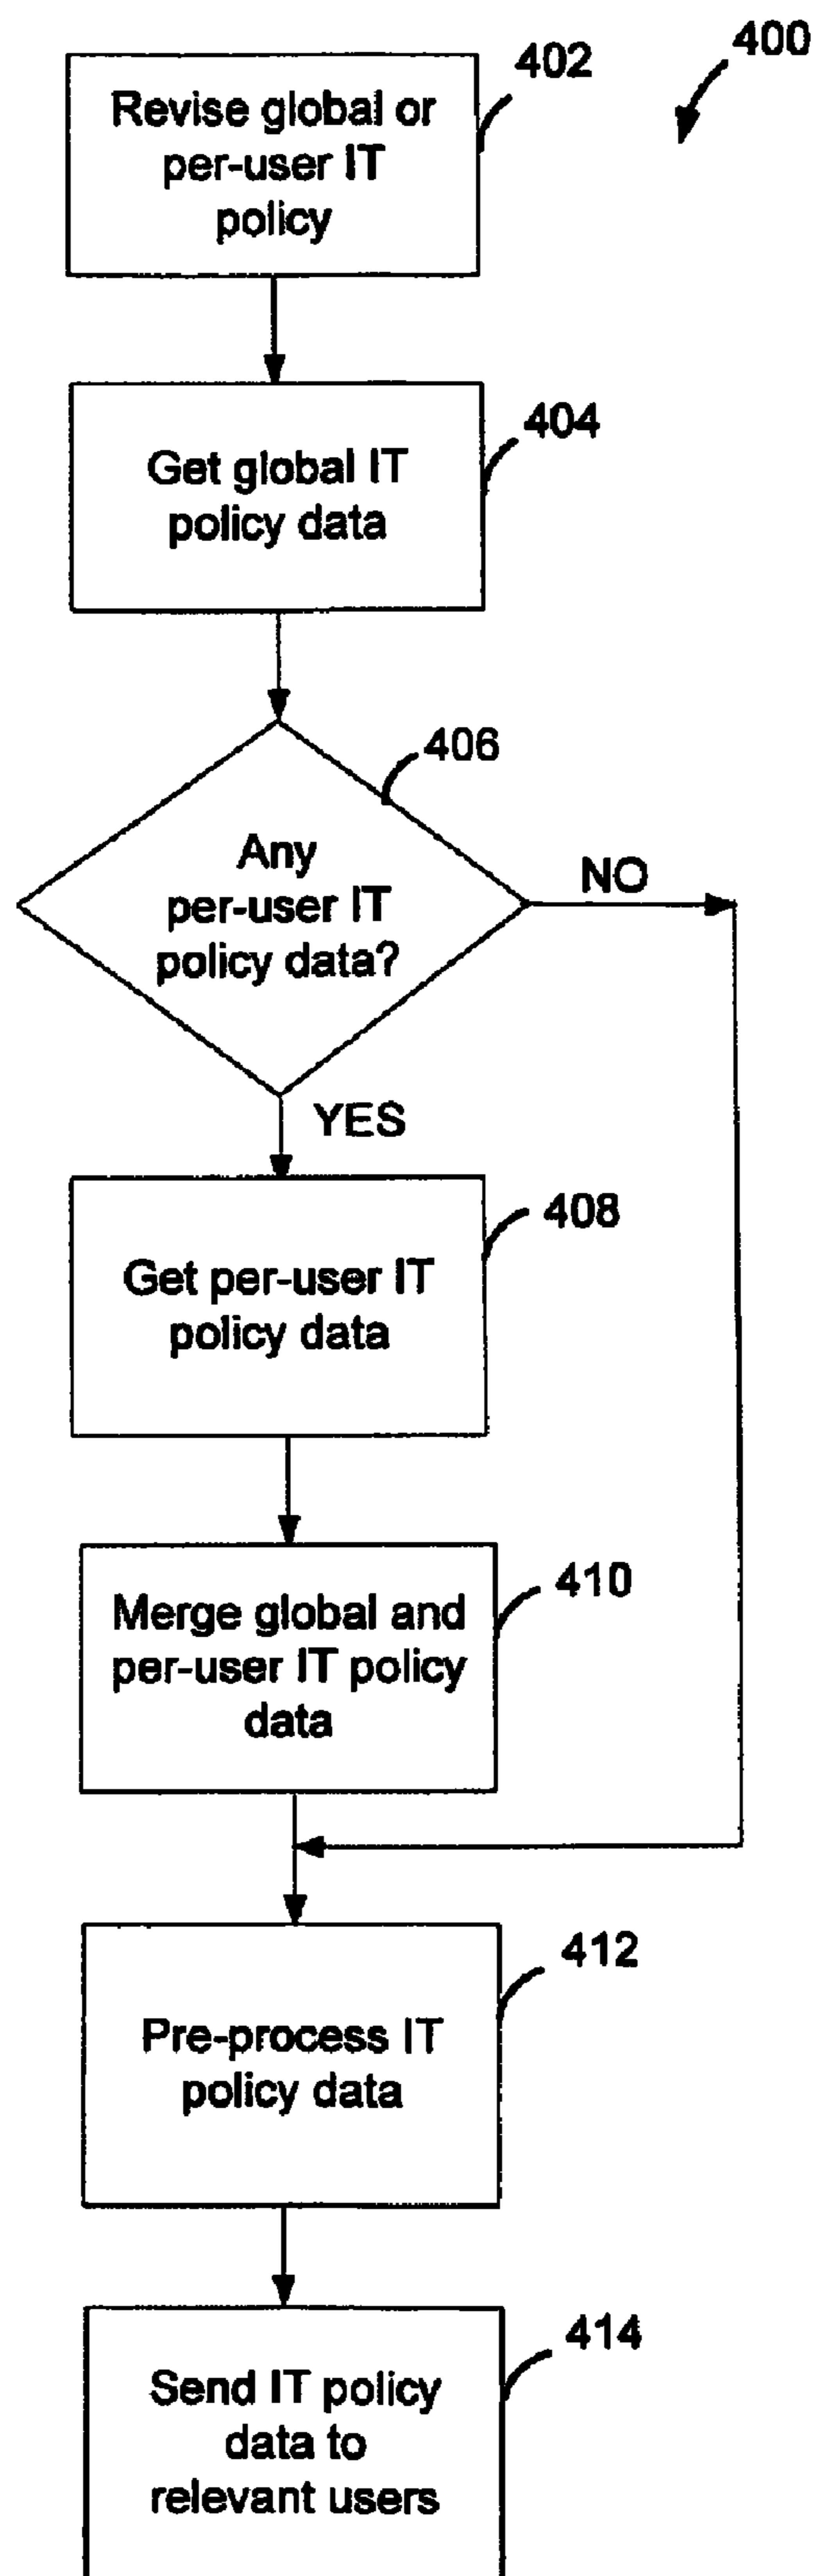 400
402
Revise global or
per-user IT
policy
404
Get global IT
policy data
406
Any
per-user IT
policy data?
NO
YES
408
Get per-user IT
policy data
410
Merge global and
per-user IT policy
data
412
Pre-process IT
policy data
414
Send IT policy
data to
relevant users